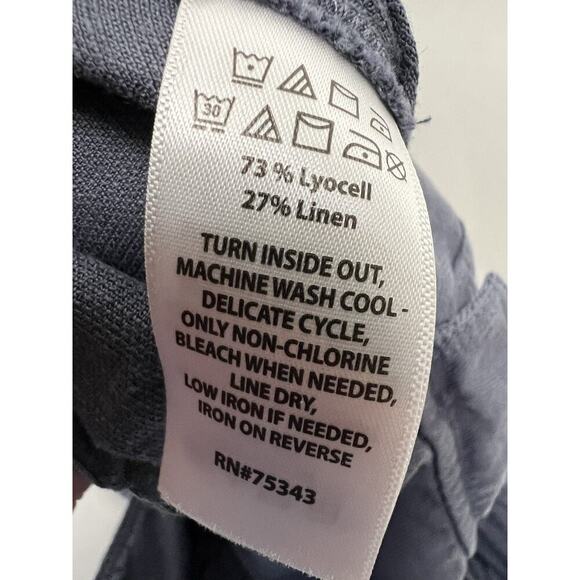 30
73 % Lyocell
27% Linen
TURN INSIDE OUT,
MACHINE WASH COOL -
DELICATE CYCLE,
ONLY NON-CHLORINE
BLEACH WHEN NEEDED,
LINE DRY,
LOW IRON IF NEEDED,
IRON ON REVERSE
RN#75343